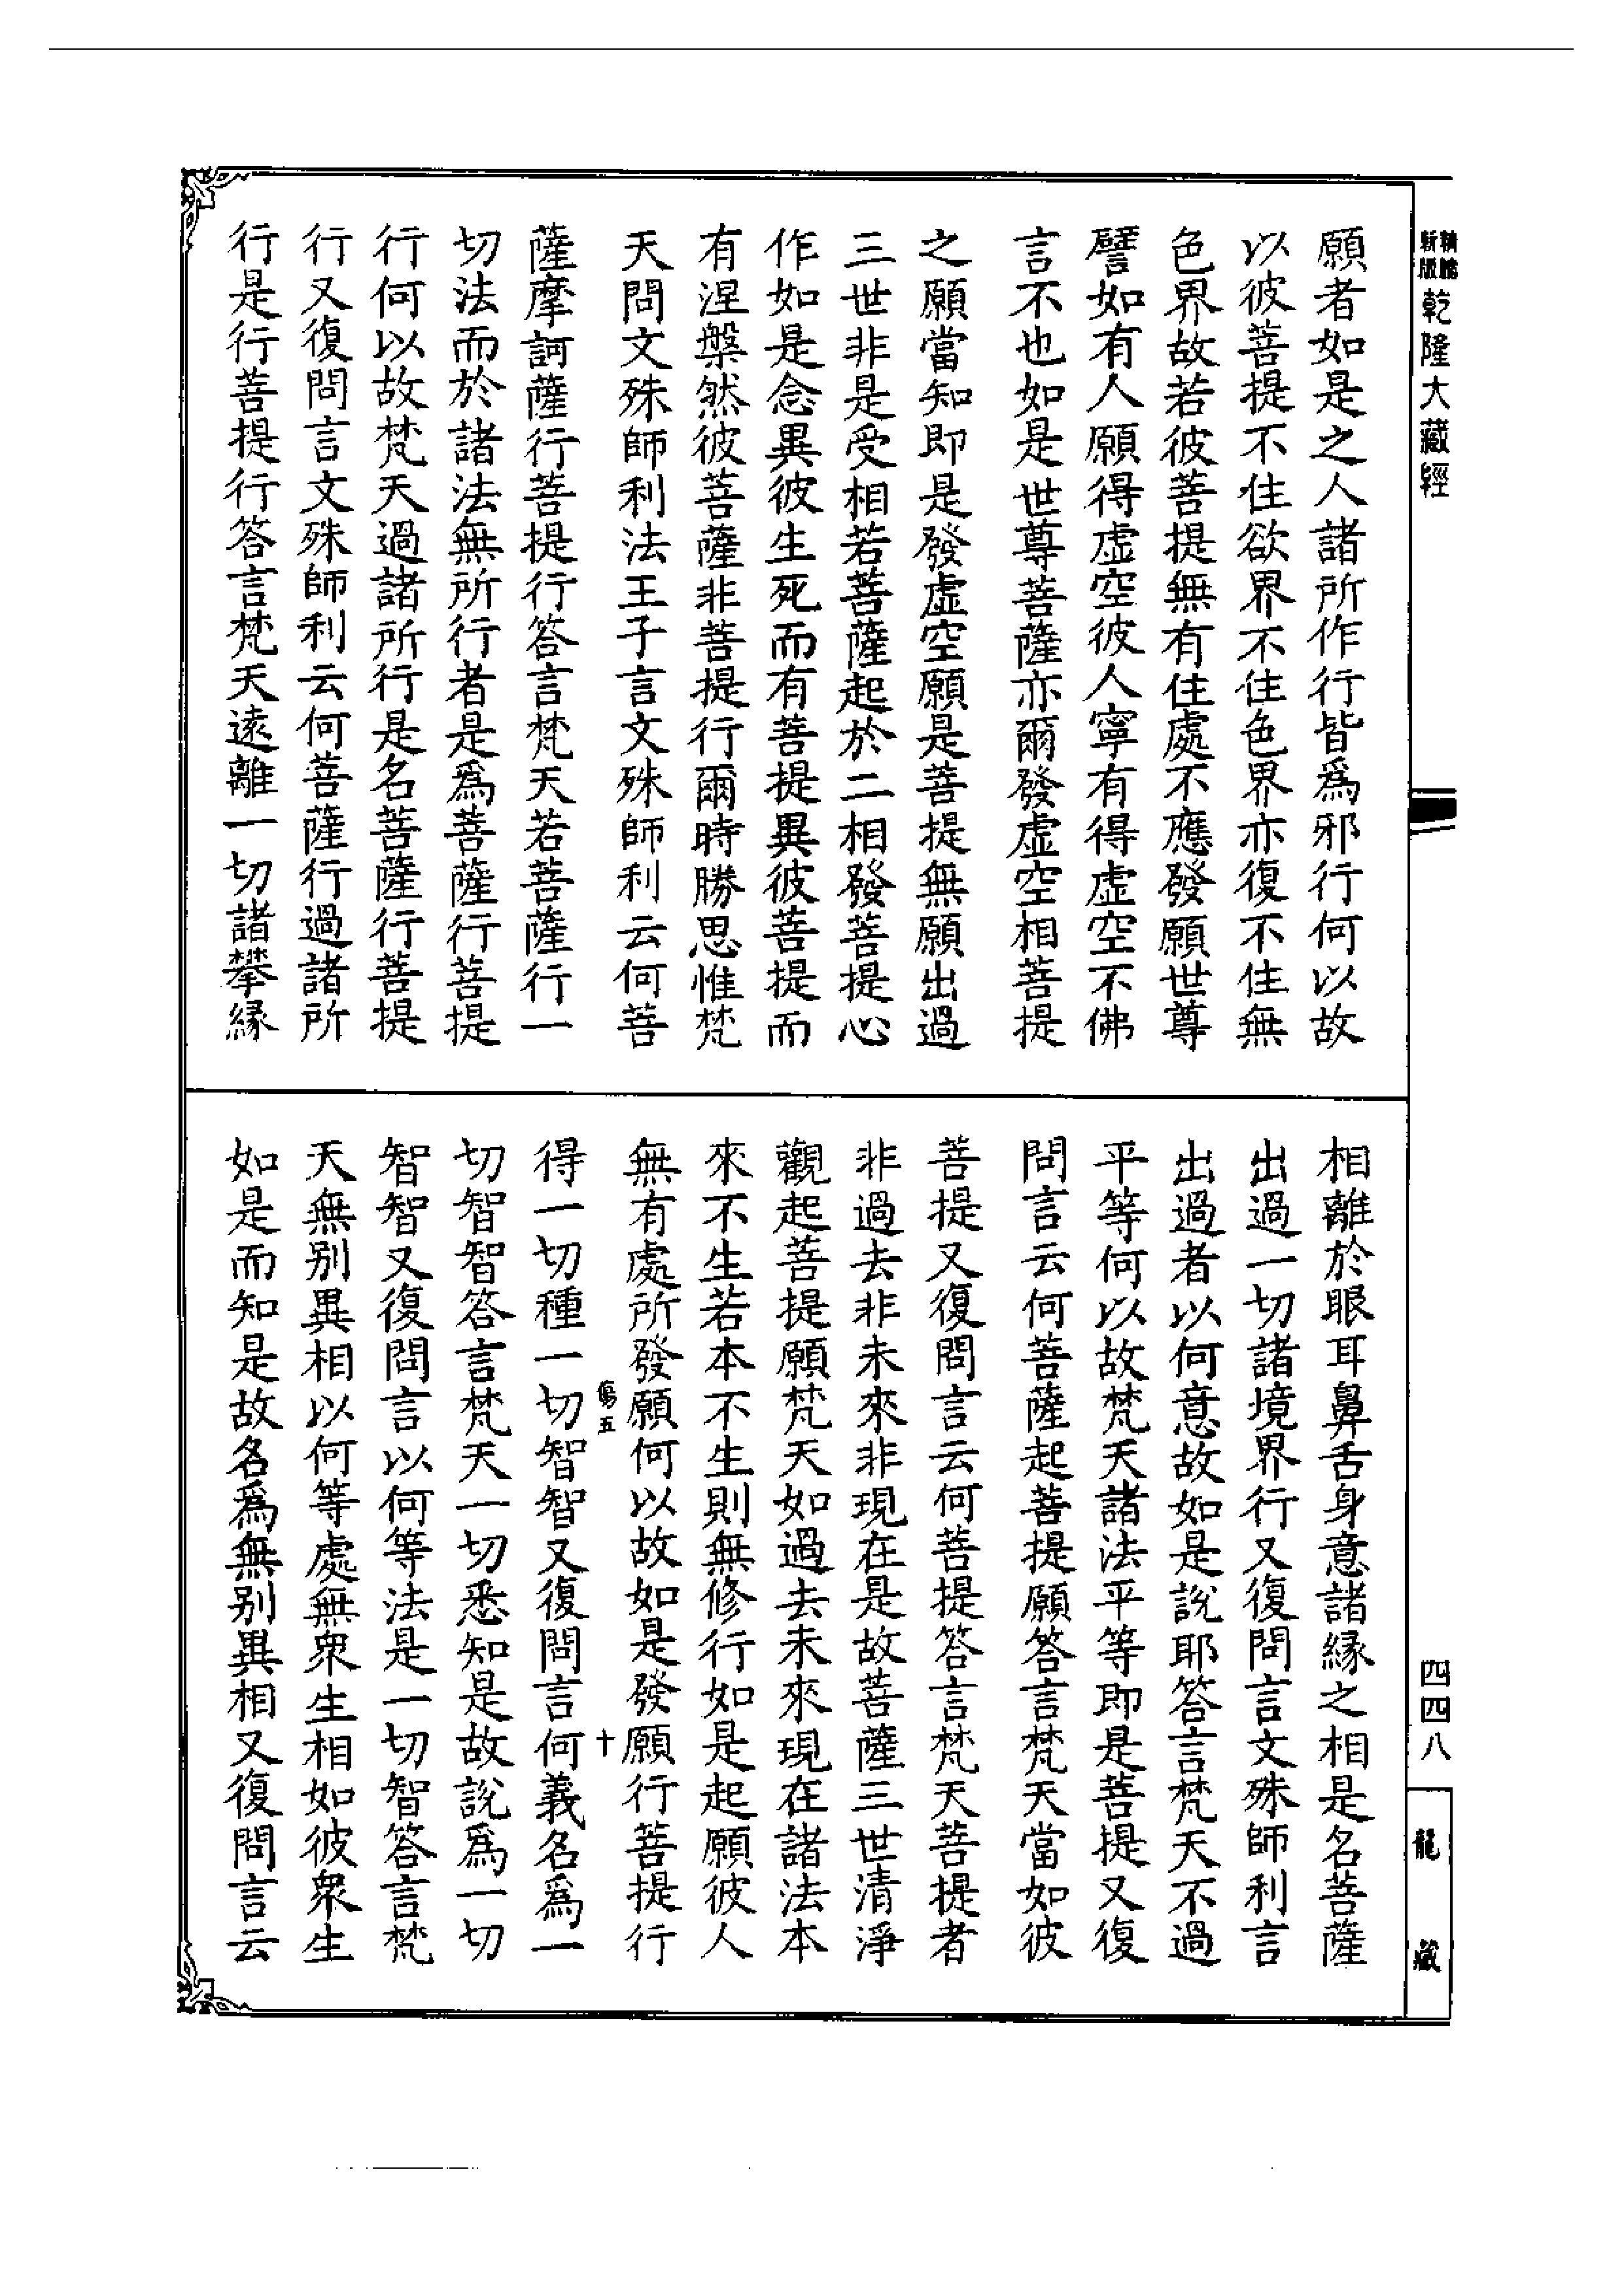 精縮
新版
乾隆大藏經
四四八
龍藏
願者如是之人諸所作行皆爲邪行何以故
以彼菩提不住欲界不住色界亦復不住無
色界故若彼菩提無有住處不應發願世尊
譬如有人願得虛空彼人寧有得虛空不佛
言不也如是世尊菩薩亦爾發虛空相菩提
之願當知即是發虛空願是菩提無願出過
三世非是受相若菩薩起於二相發菩提心
作如是念異彼生死而有菩提異彼菩提而
有涅槃然彼菩薩非菩提行爾時勝思惟梵
天問文殊師利法王子言文殊師利云何菩
薩摩訶薩行菩提行答言梵天若菩薩行一
切法而於諸法無所行者是爲菩薩行菩提
行何以故梵天過諸所行是名菩薩行菩提
行又復問言文殊師利云何菩薩行過諸所
行是行菩提行答言梵天遠離一切諸攀緣
相離於眼耳鼻舌身意諸緣之相是名菩薩
出過一切諸境界行又復問言文殊師利言
出過者以何意故如是說耶答言梵天不過
平等何以故梵天諸法平等即是菩提又復
問言云何菩薩起菩提願答言梵天當如彼
菩提又復問言云何菩提答言梵天菩提者
非過去非未來非現在是故菩薩三世清淨
觀起菩提願梵天如過去未來現在諸法本
來不生若本不生則無修行如是起願彼人
無有處所發願何以故如是發願行菩提行
傷五 十
得一切種一切智智又復問言何義名爲一
切智智答言梵天一切悉知是故說爲一切
智智又復問言以何等法是一切智答言梵
天無別異相以何等處無衆生相如彼衆生
如是而知是故名爲無別異相又復問言云